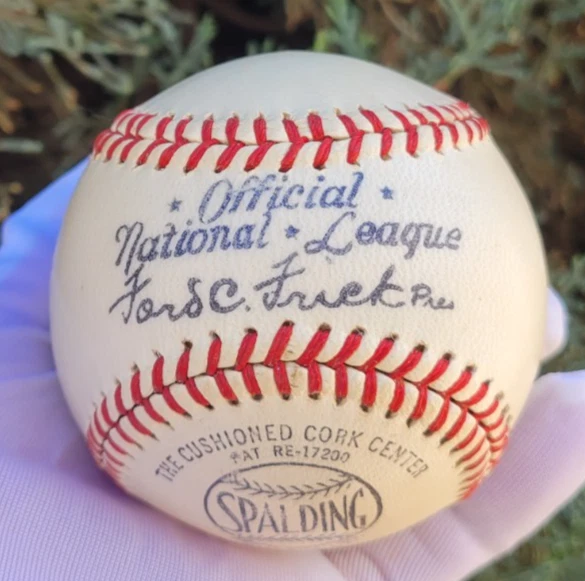 ★ Official ★
National ★ League
Ford C. Frick Pres
THE CUSHIONED CORK CENTER
PAT RE-17200
SPALDING